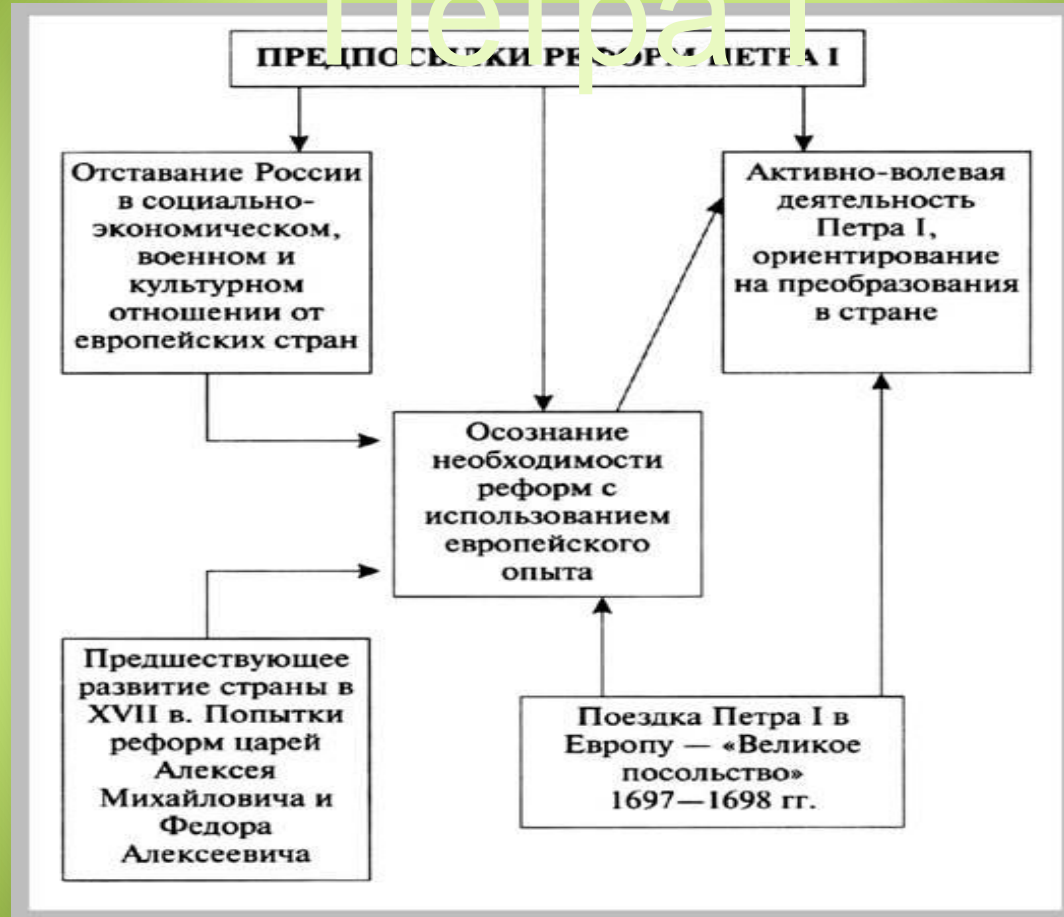 Петра I
ПРЕДПОСЫЛКИ РЕФОРМ ПЕТРА I
Отставание России
в социально-
экономическом,
военном и
культурном
отношении от
европейских стран
Активно-волевая
деятельность
Петра I,
ориентирование
на преобразования
в стране
Осознание
необходимости
реформ с
использованием
европейского
опыта
Предшествующее
развитие страны в
XVII в. Попытки
реформ царей
Алексея
Михайловича и
Федора
Алексеевича
Поездка Петра I в
Европу — «Великое
посольство»
1697—1698 гг.